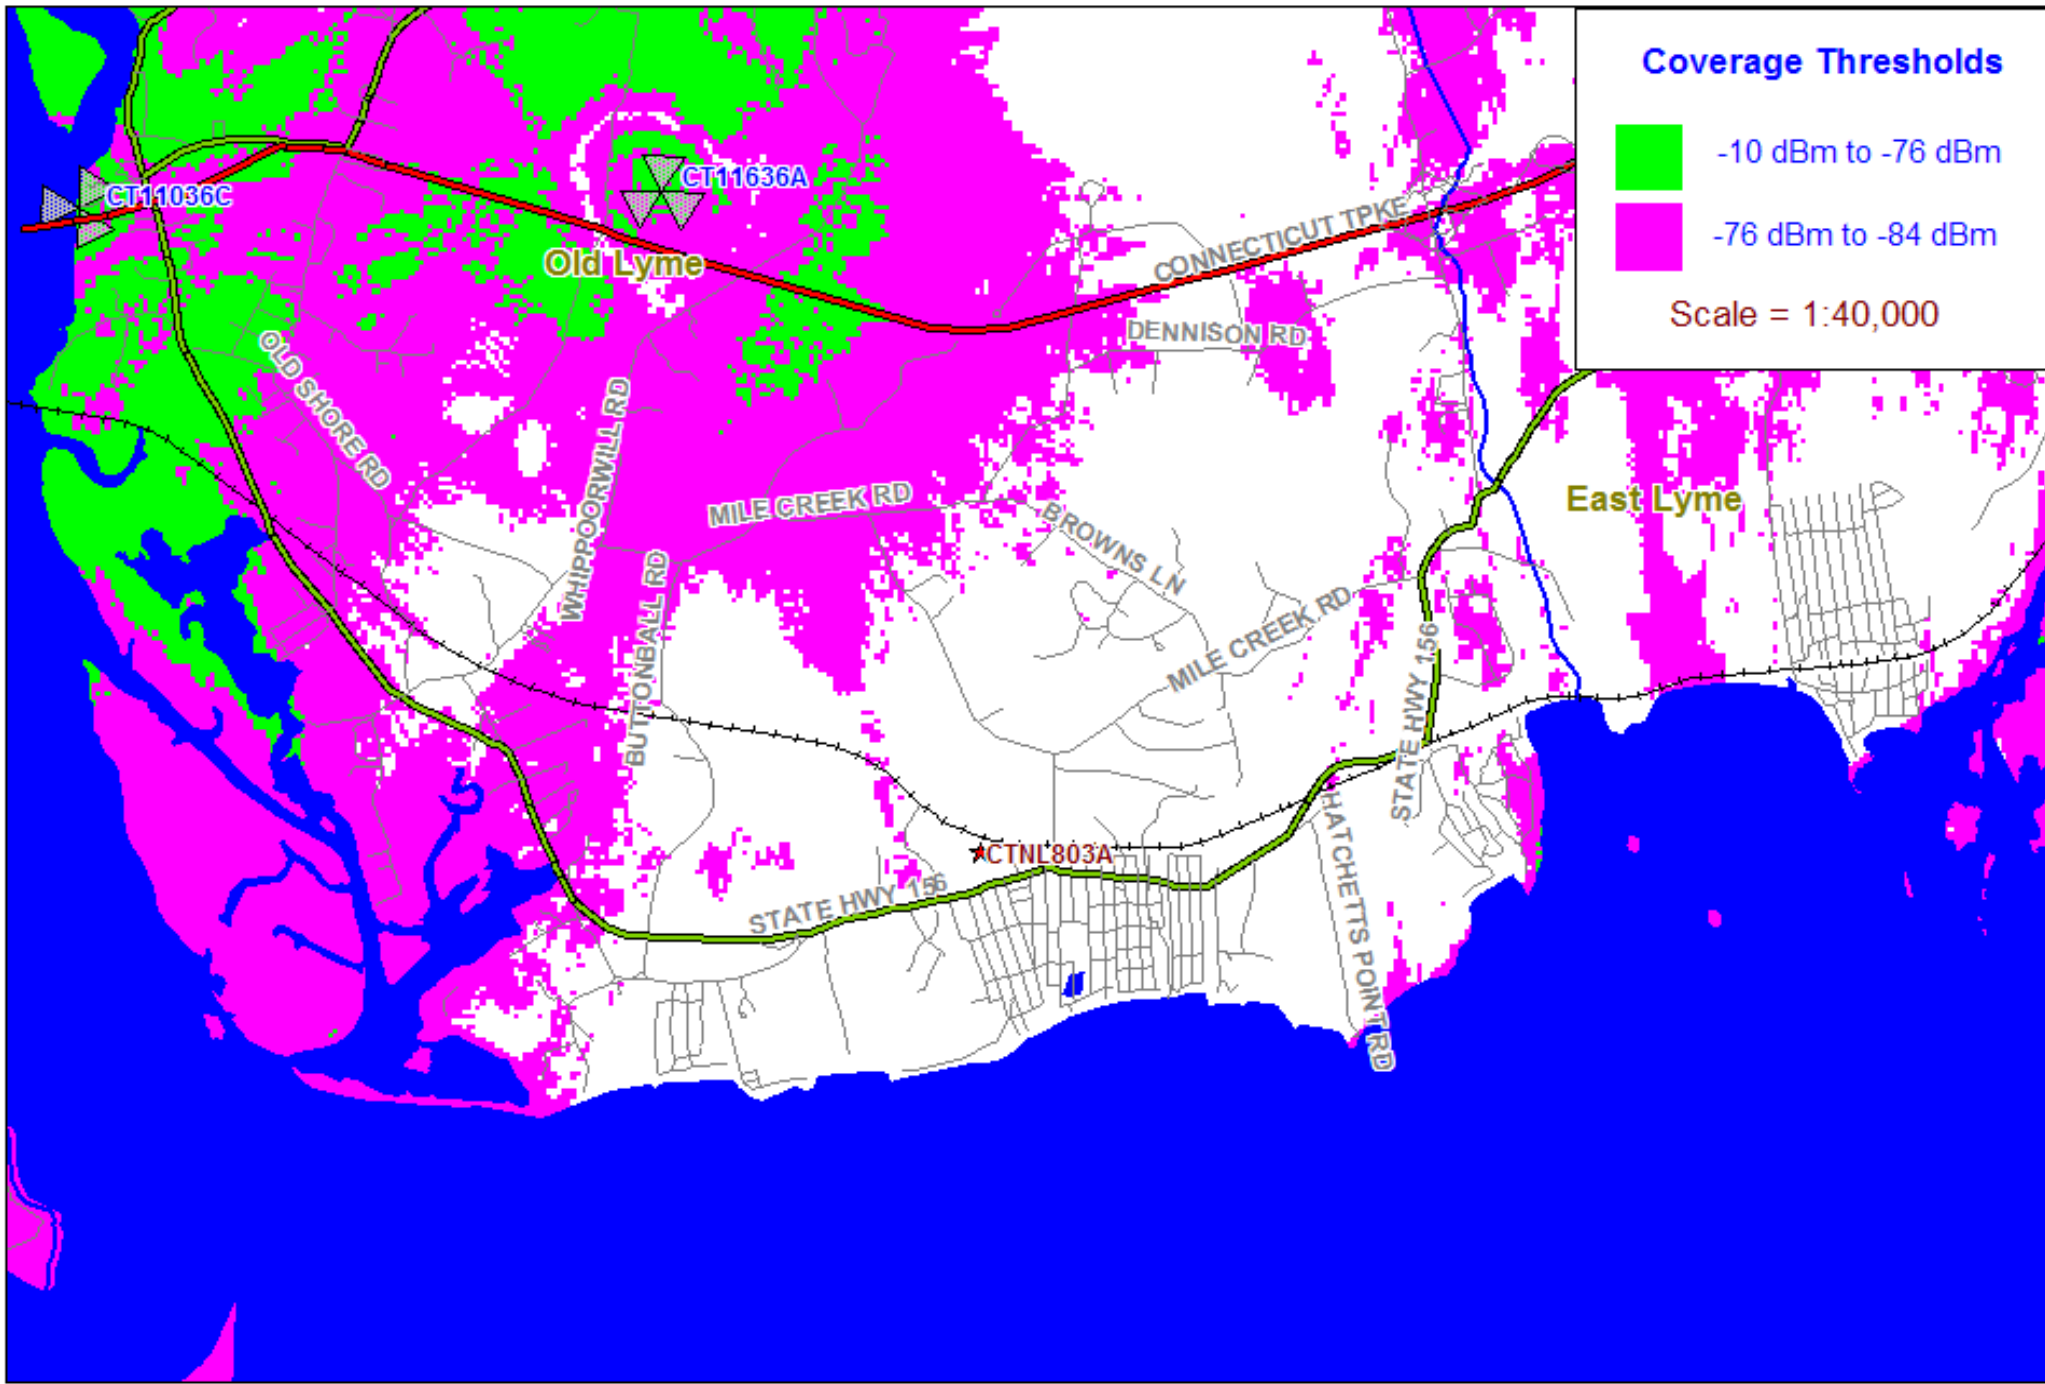 Coverage Thresholds
-10 dBm to -76 dBm
-76 dBm to -84 dBm
Scale = 1:40,000
CT11036C
CT11636A
Old Lyme
CONNECTICUT TPKE
DENNISON RD
OLD SHORE RD
WHIPPOORWILL RD
MILE CREEK RD
BROWNS LN
East Lyme
BUTTONBALL RD
MILE CREEK RD
STATE HWY 156
HATCHETTS POINT RD
CTNL803A
STATE HWY 156